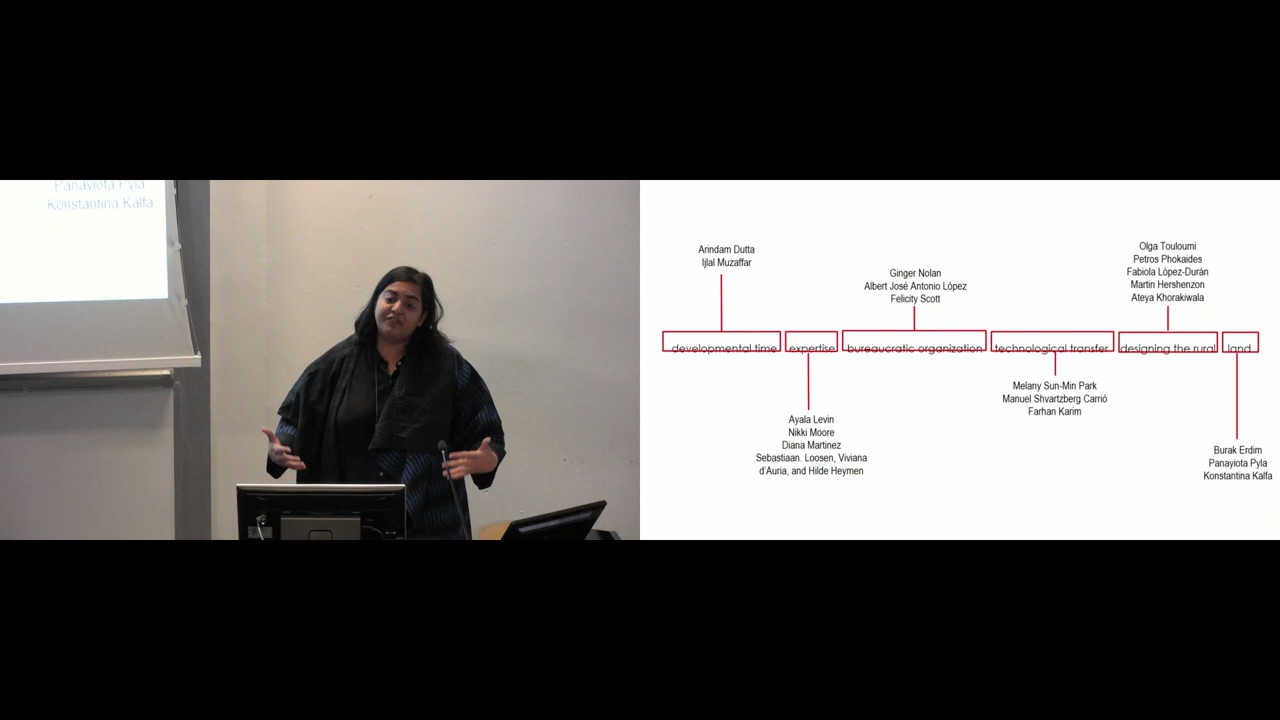 Panayiota Pyla
Konstantina Kalfa
Arindam Dutta
Ijlal Muzaffar
Ginger Nolan
Albert José Antonio López
Felicity Scott
Olga Touloumi
Petros Phokaides
Fabiola López-Durán
Martin Hershenzon
Ateya Khorakiwala
developmental time
expertise
bureaucratic organization
technological transfer
designing the rural
land
Ayala Levin
Nikki Moore
Diana Martinez
Sebastiaan. Loosen, Viviana
d'Auria, and Hilde Heymen
Melany Sun-Min Park
Manuel Shvartzberg Carrió
Farhan Karim
Burak Erdim
Panayiota Pyla
Konstantina Kalfa